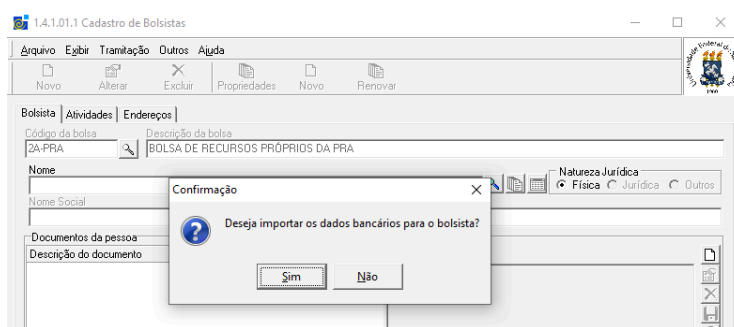 1.4.1.01.1 Cadastro de Bolsistas
Arquivo Exibir Tramitação Outros Ajuda
Novo Alterar Excluir Propriedades Novo Renovar
Bolsista Atividades Endereços
Código da bolsa Descrição da bolsa
2A-PRA BOLSA DE RECURSOS PRÓPRIOS DA PRA
Nome Natureza Jurídica
Física Jurídica Outros
Nome Social
Confirmação
Deseja importar os dados bancários para o bolsista?
Sim Não
Documentos da pessoa
Descrição do documento